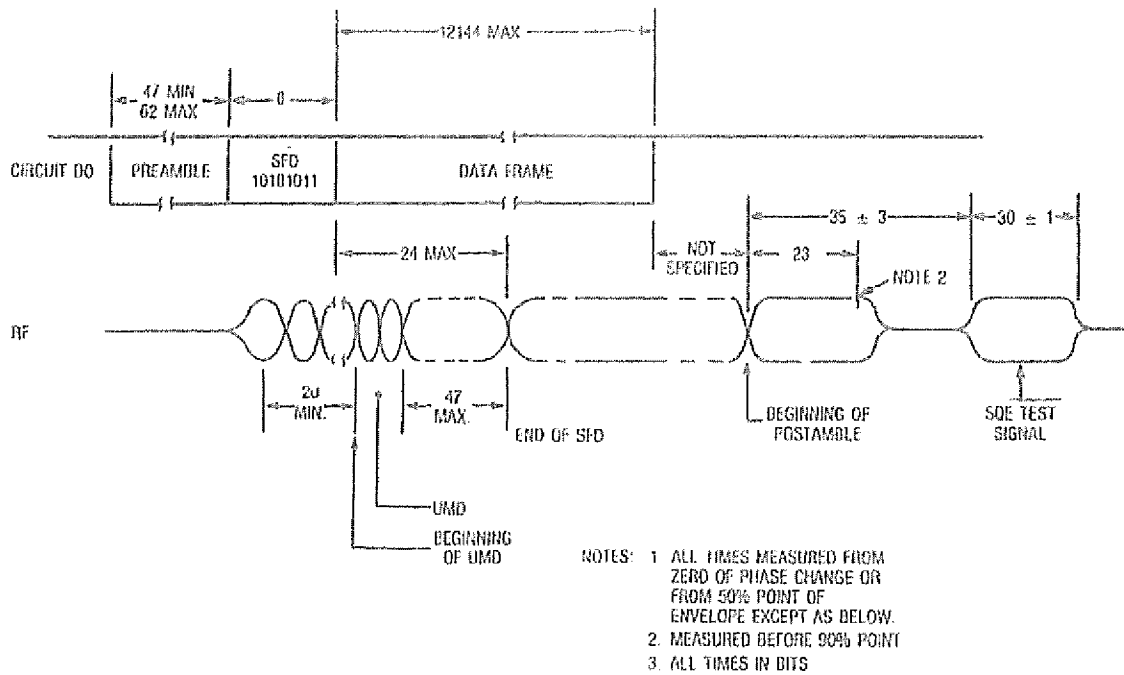 12144 MAX
47 MIN
62 MAX
CIRCUIT DO
PREAMBLE
SFD
10101011
DATA FRAME
24 MAX
NOT
SPECIFIED
35 ± 3
30 ± 1
23
NOTE 2
RF
MIN.
47
MAX.
END OF SFD
BEGINNING OF
POSTAMBLE
SQE TEST
SIGNAL
UMD
BEGINNING
OF UMD
NOTES: 1 ALL TIMES MEASURED FROM
ZERO OF PHASE CHANGE OR
FROM 50% POINT OF
ENVELOPE EXCEPT AS BELOW.
2. MEASURED BEFORE 90% POINT
3. ALL TIMES IN BITS